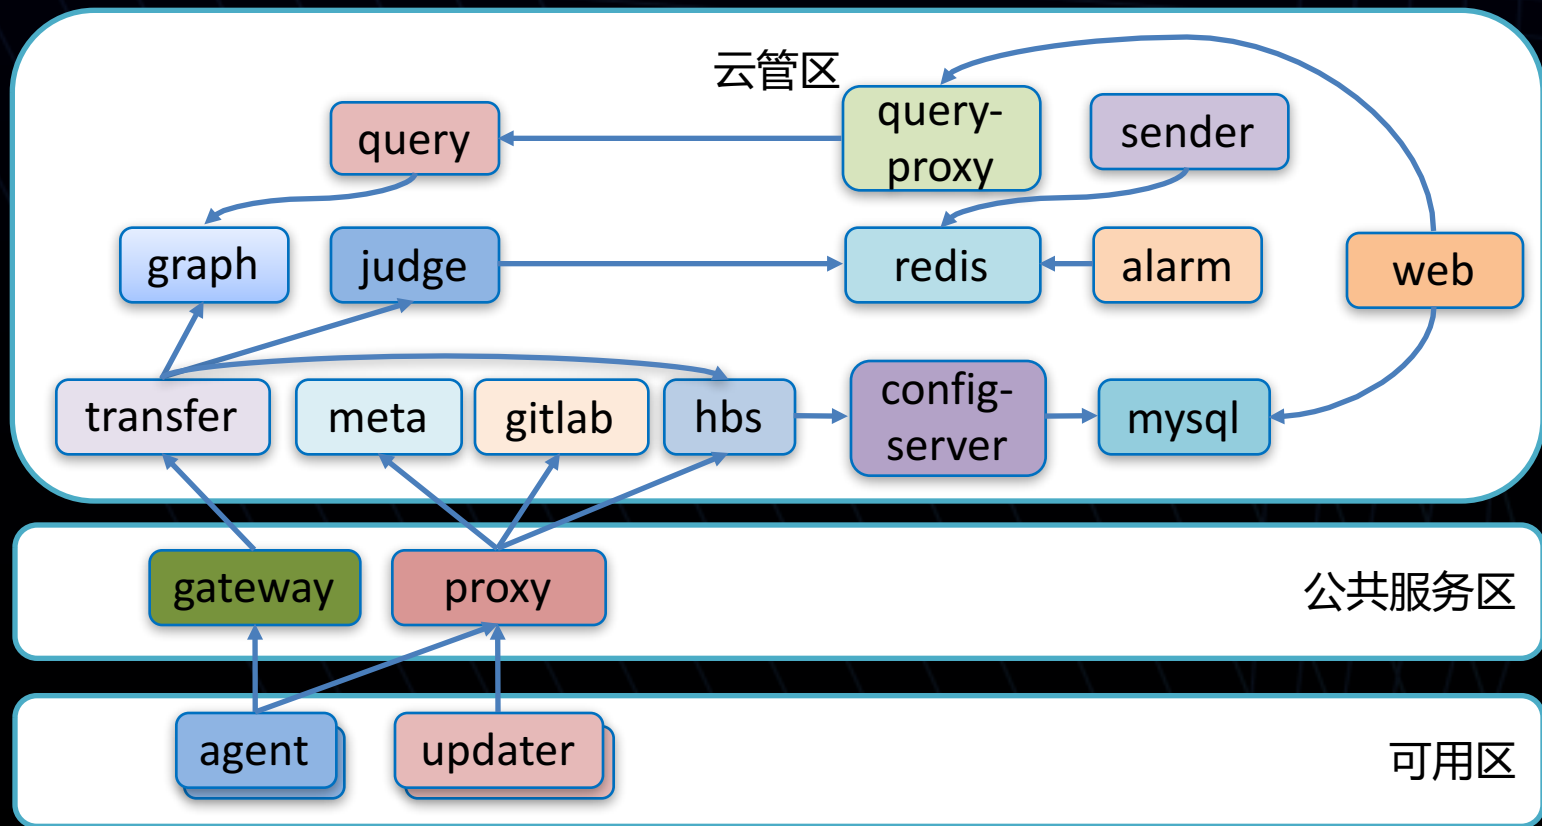 云管区
query
query-
proxy
sender
graph
judge
redis
alarm
web
transfer
meta
gitlab
hbs
config-
server
mysql
gateway
proxy
公共服务区
agent
updater
可用区